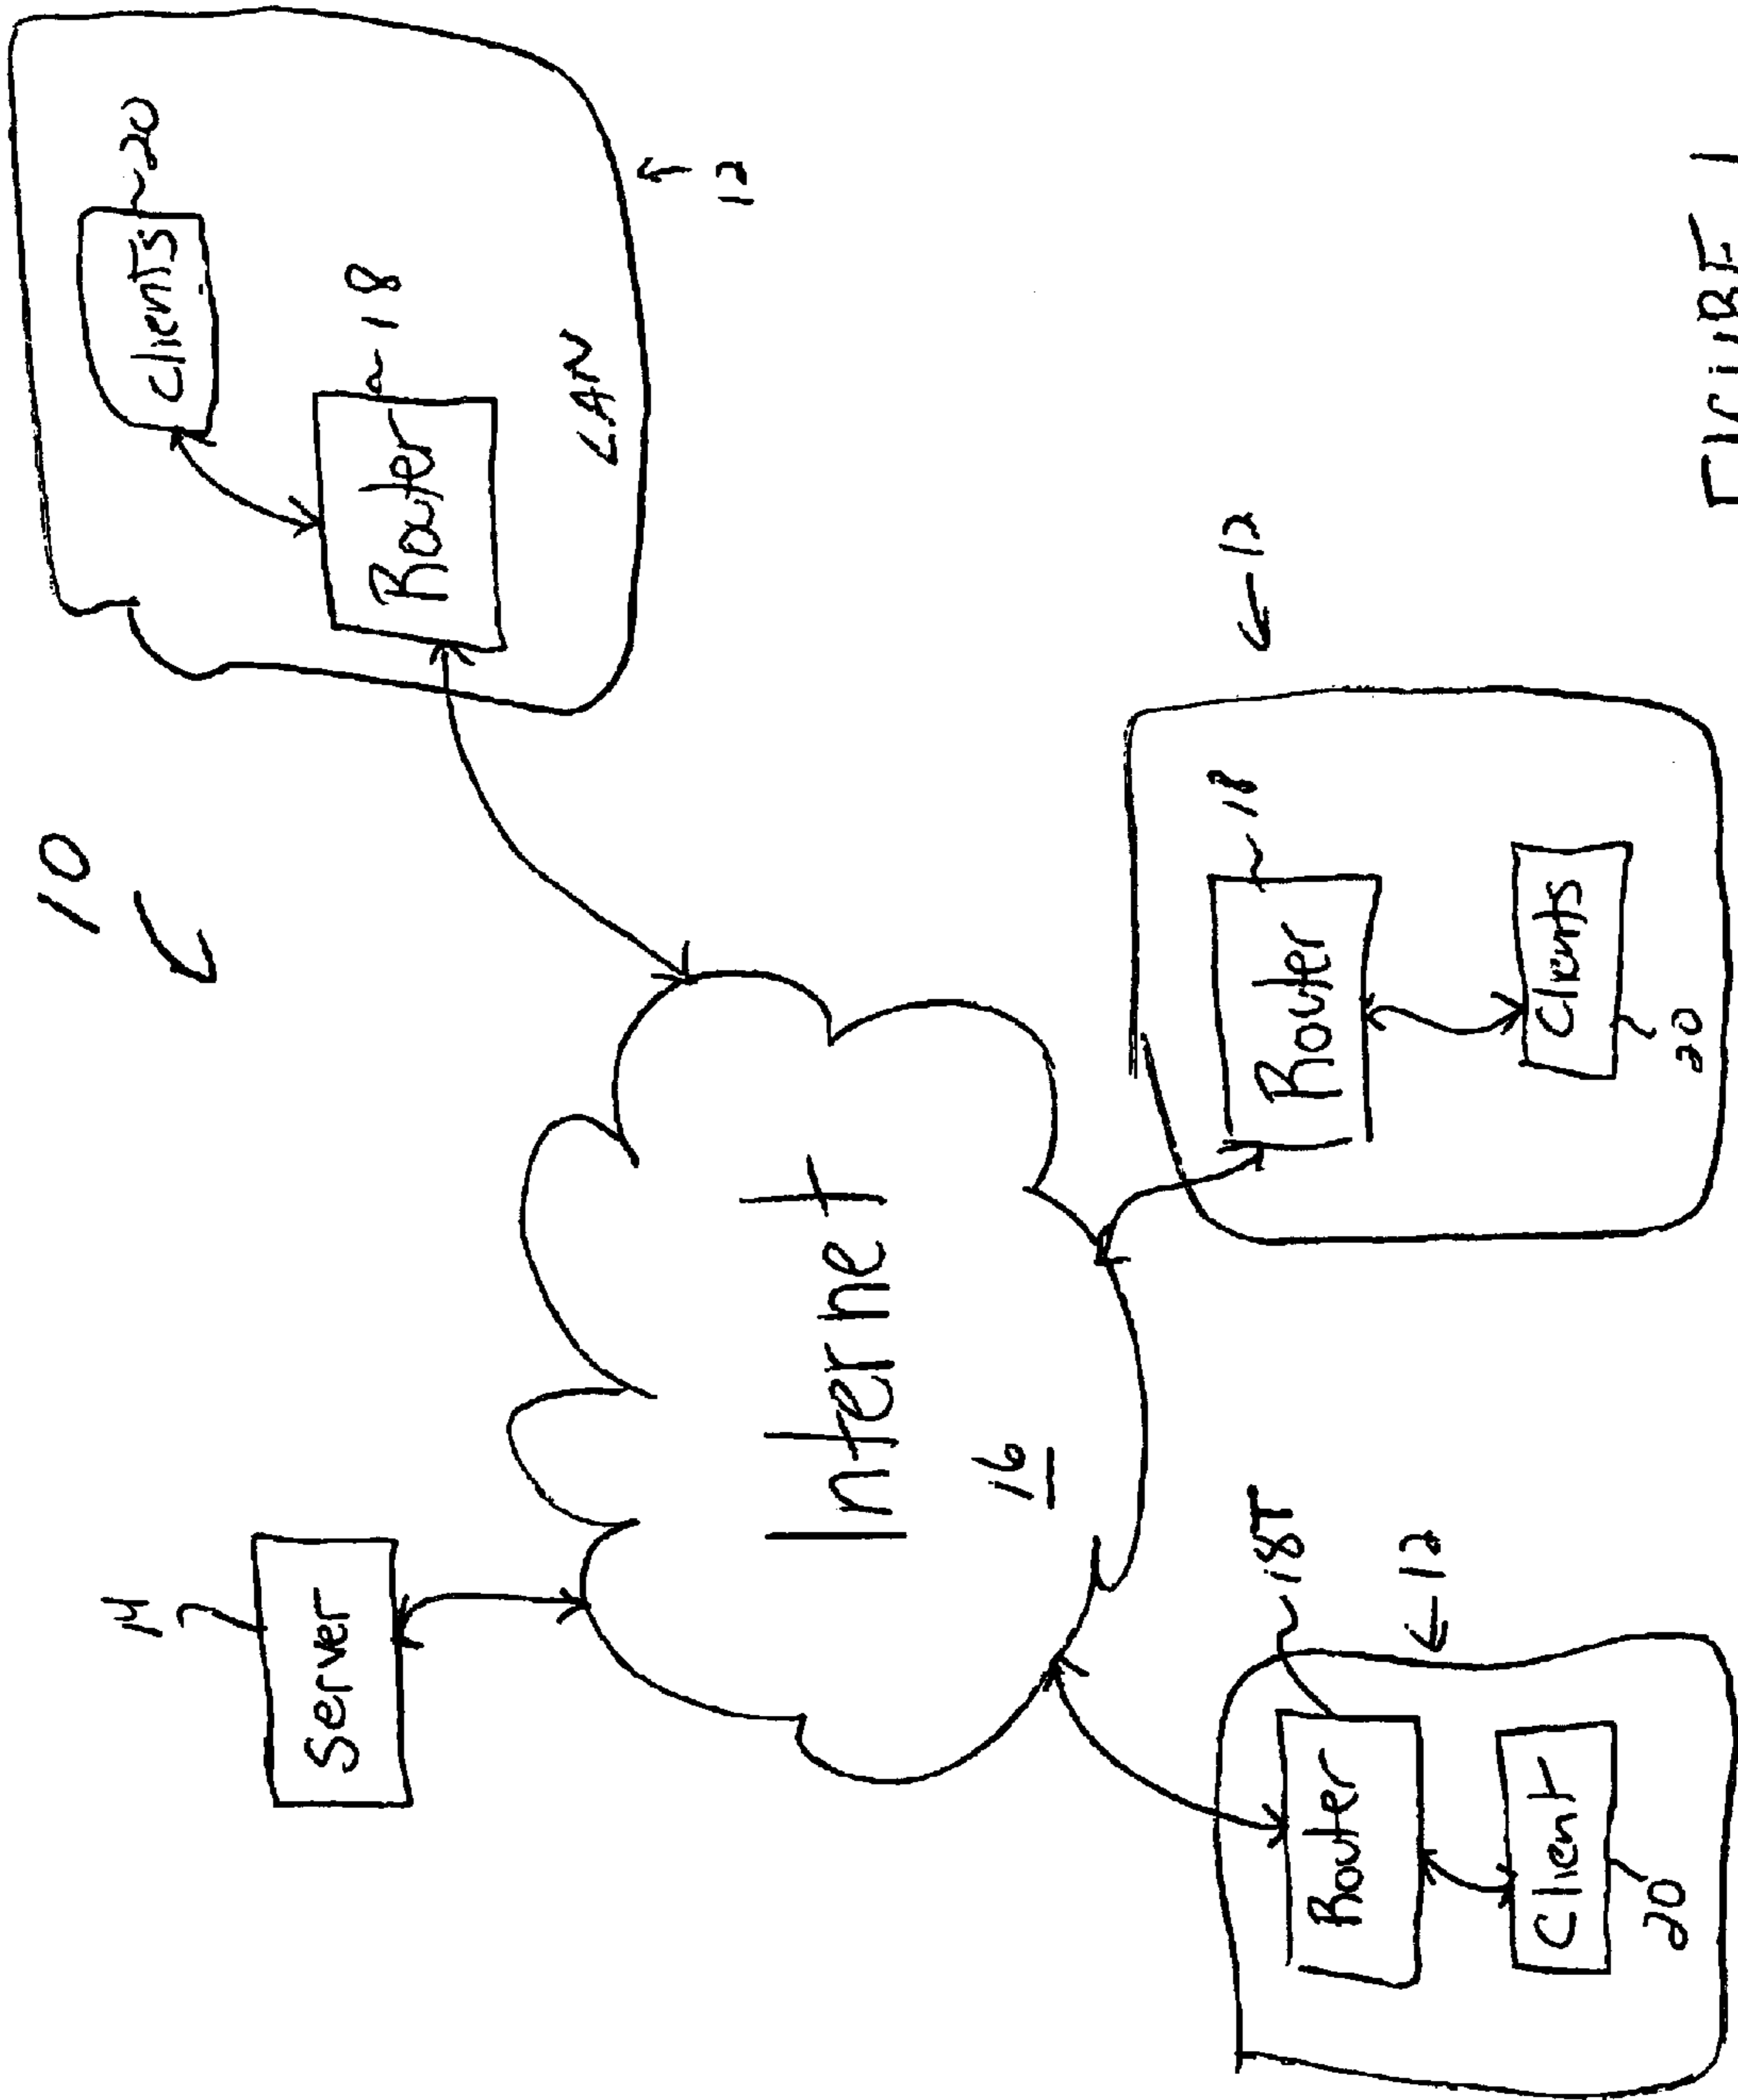 10
14
Server
Internet
16
Clients
20
Router
18
LAN
12
Router
18T
12
Client
20
Router
18
12
Clients
20
FIGURE 1